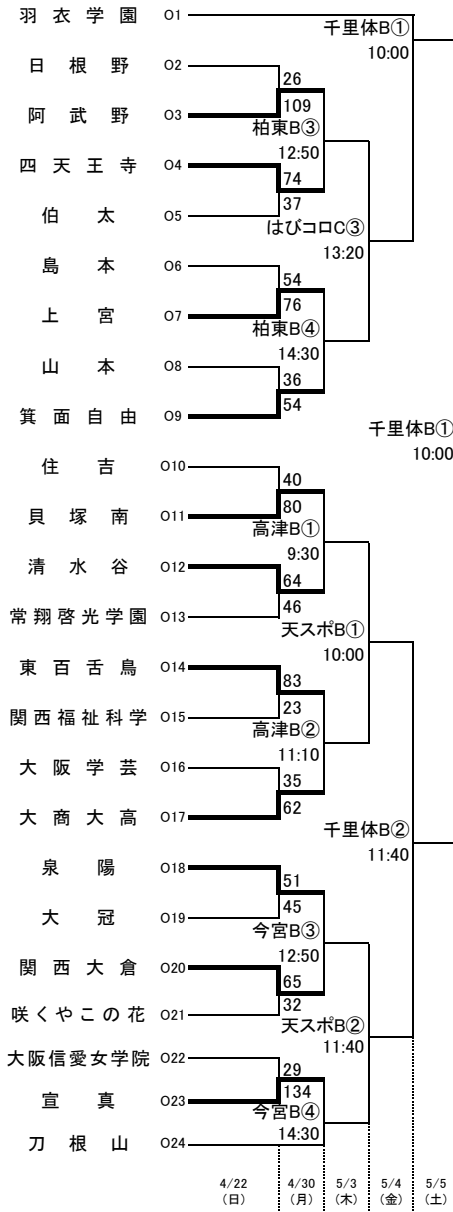 羽衣学園 O1
千里体B①
10:00
日根野 O2
26
阿武野 O3
109
柏東B③
12:50
四天王寺 O4
74
伯太 O5
37
はびコロC③
13:20
島本 O6
54
上宮 O7
76
柏東B④
14:30
山本 O8
36
箕面自由 O9
54
千里体B①
10:00
住吉 O10
40
貝塚南 O11
80
高津B①
9:30
清水谷 O12
64
常翔啓光学園 O13
46
天スポB①
10:00
東百舌鳥 O14
83
関西福祉科学 O15
23
高津B②
11:10
大阪学芸 O16
35
大商大高 O17
62
千里体B②
11:40
泉陽 O18
51
大冠 O19
45
今宮B③
12:50
関西大倉 O20
65
咲くやこの花 O21
32
天スポB②
11:40
大阪信愛女学院 O22
29
宣真 O23
134
今宮B④
14:30
刀根山 O24
4/22 4/30 5/3 5/4 5/5
(日) (月) (木) (金) (土)